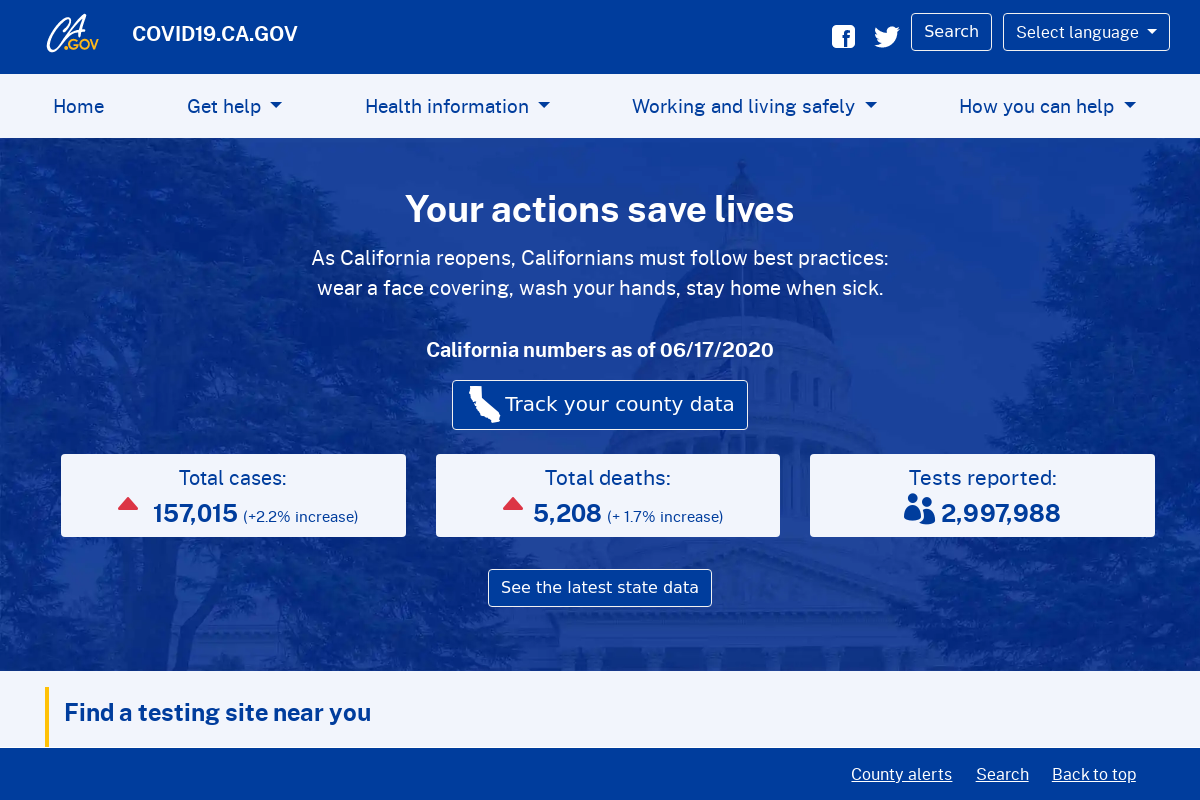 CA.GOV
COVID19.CA.GOV
Search
Select language
Home
Get help
Health information
Working and living safely
How you can help
Your actions save lives
As California reopens, Californians must follow best practices:
wear a face covering, wash your hands, stay home when sick.
California numbers as of 06/17/2020
Track your county data
Total cases:
157,015 (+2.2% increase)
Total deaths:
5,208 (+ 1.7% increase)
Tests reported:
2,997,988
See the latest state data
Find a testing site near you
County alerts
Search
Back to top